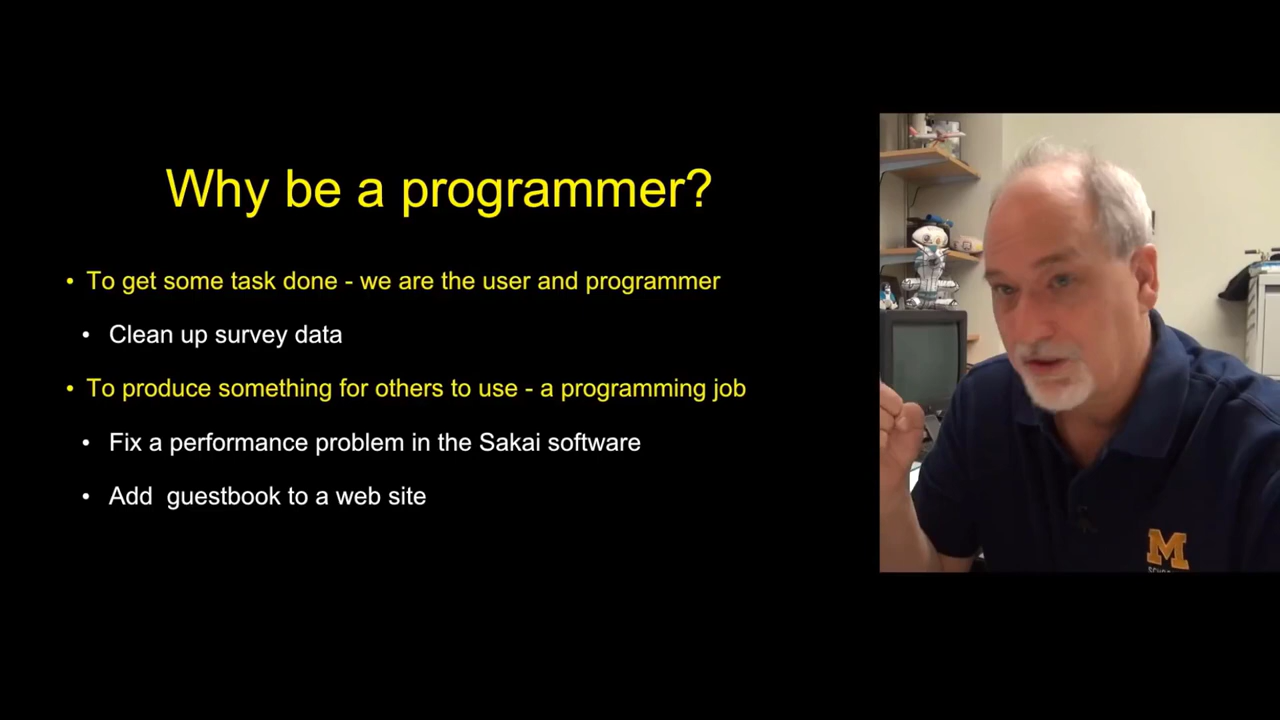 Why be a programmer?
• To get some task done - we are the user and programmer
• Clean up survey data
• To produce something for others to use - a programming job
• Fix a performance problem in the Sakai software
• Add  guestbook to a web site
M